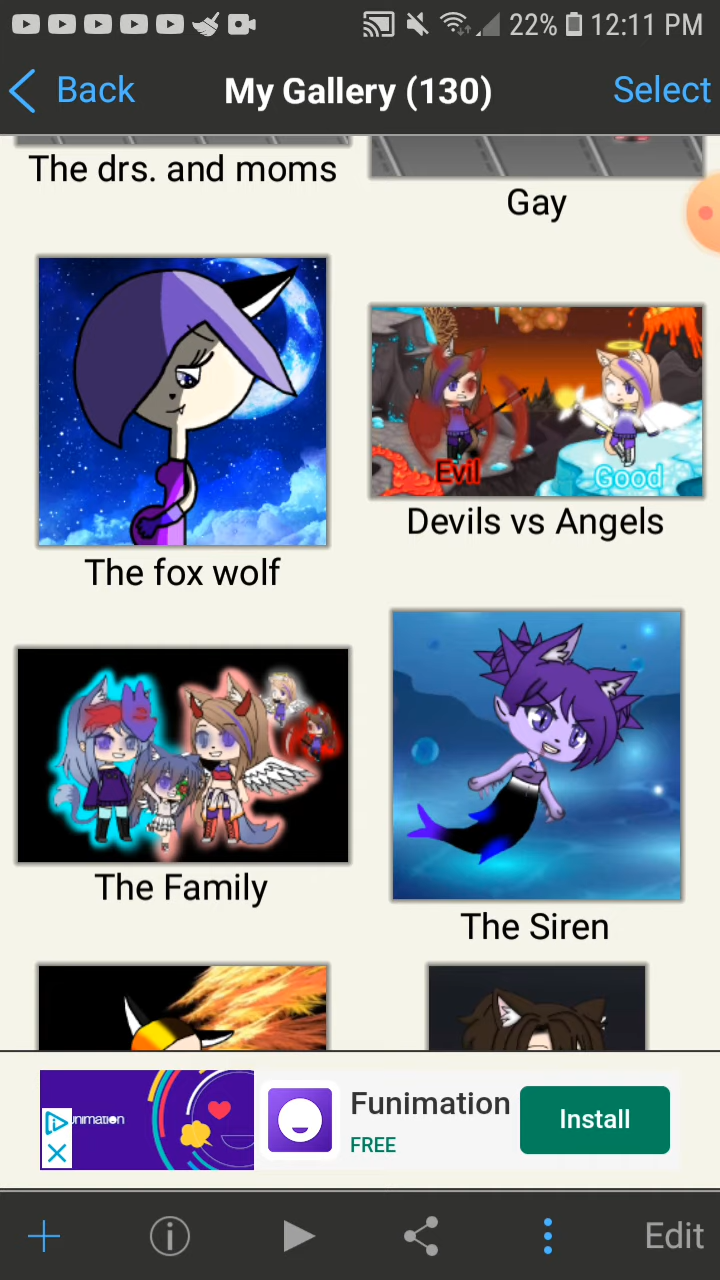 22% 12:11 PM
Back My Gallery (130) Select
The drs. and moms
Gay
The fox wolf
Evil
Good
Devils vs Angels
The Family
The Siren
unimation
Funimation
FREE
Install
Edit